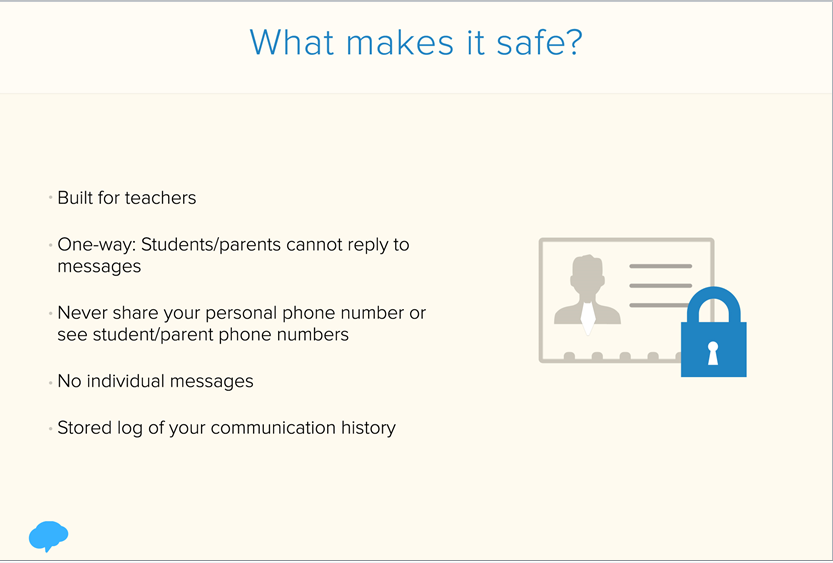 What makes it safe?
• Built for teachers
• One-way: Students/parents cannot reply to
messages
• Never share your personal phone number or
see student/parent phone numbers
• No individual messages
• Stored log of your communication history